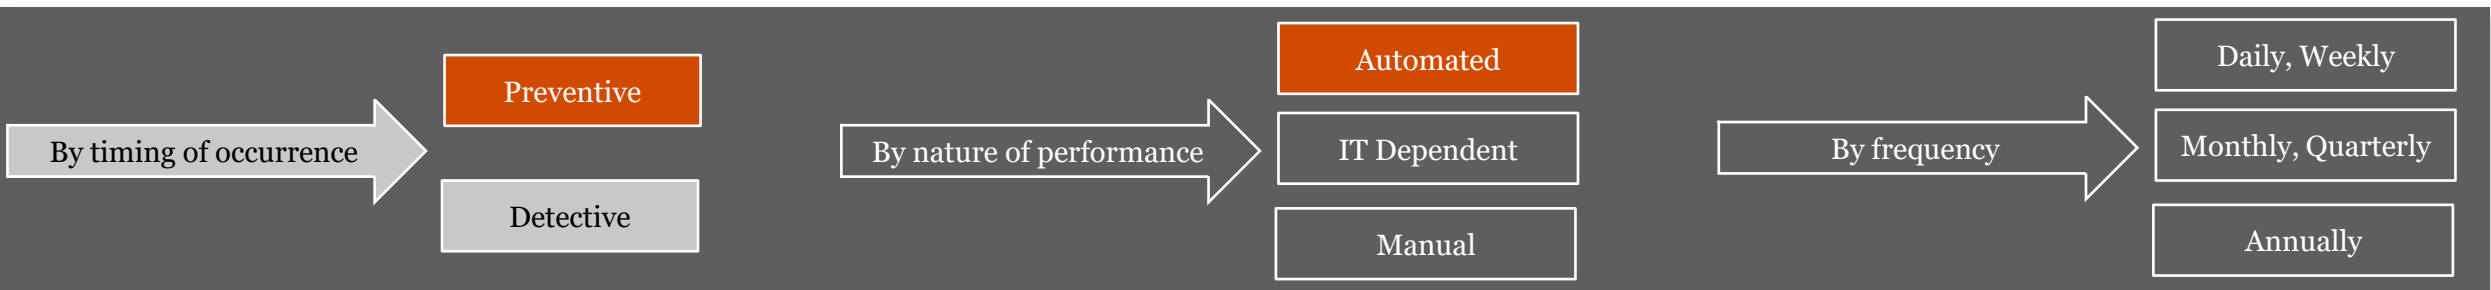 By timing of occurrence
Preventive
Detective
By nature of performance
Automated
IT Dependent
Manual
By frequency
Daily, Weekly
Monthly, Quarterly
Annually